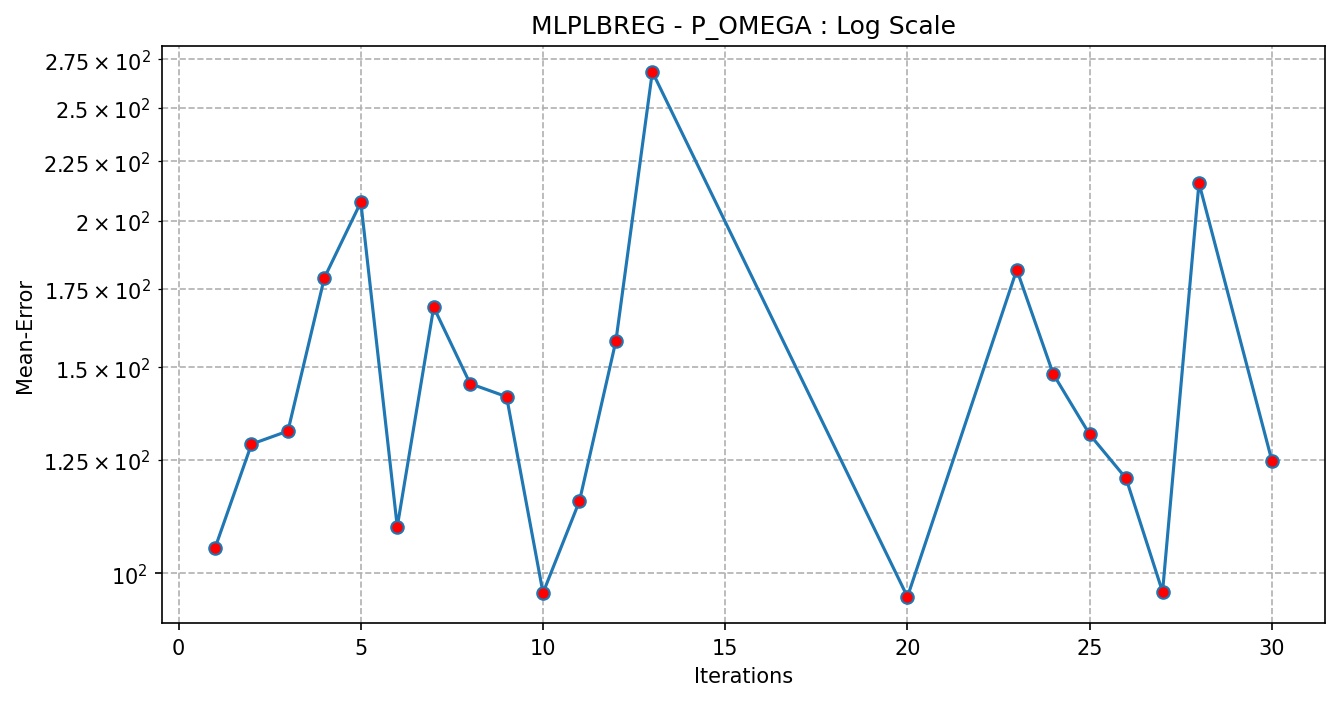 MLPLBREG - P_OMEGA : Log Scale
2.75 × 10²
2.5 × 10²
2.25 × 10²
2 × 10²
1.75 × 10²
1.5 × 10²
1.25 × 10²
10²
Mean-Error
0 5 10 15 20 25 30
Iterations